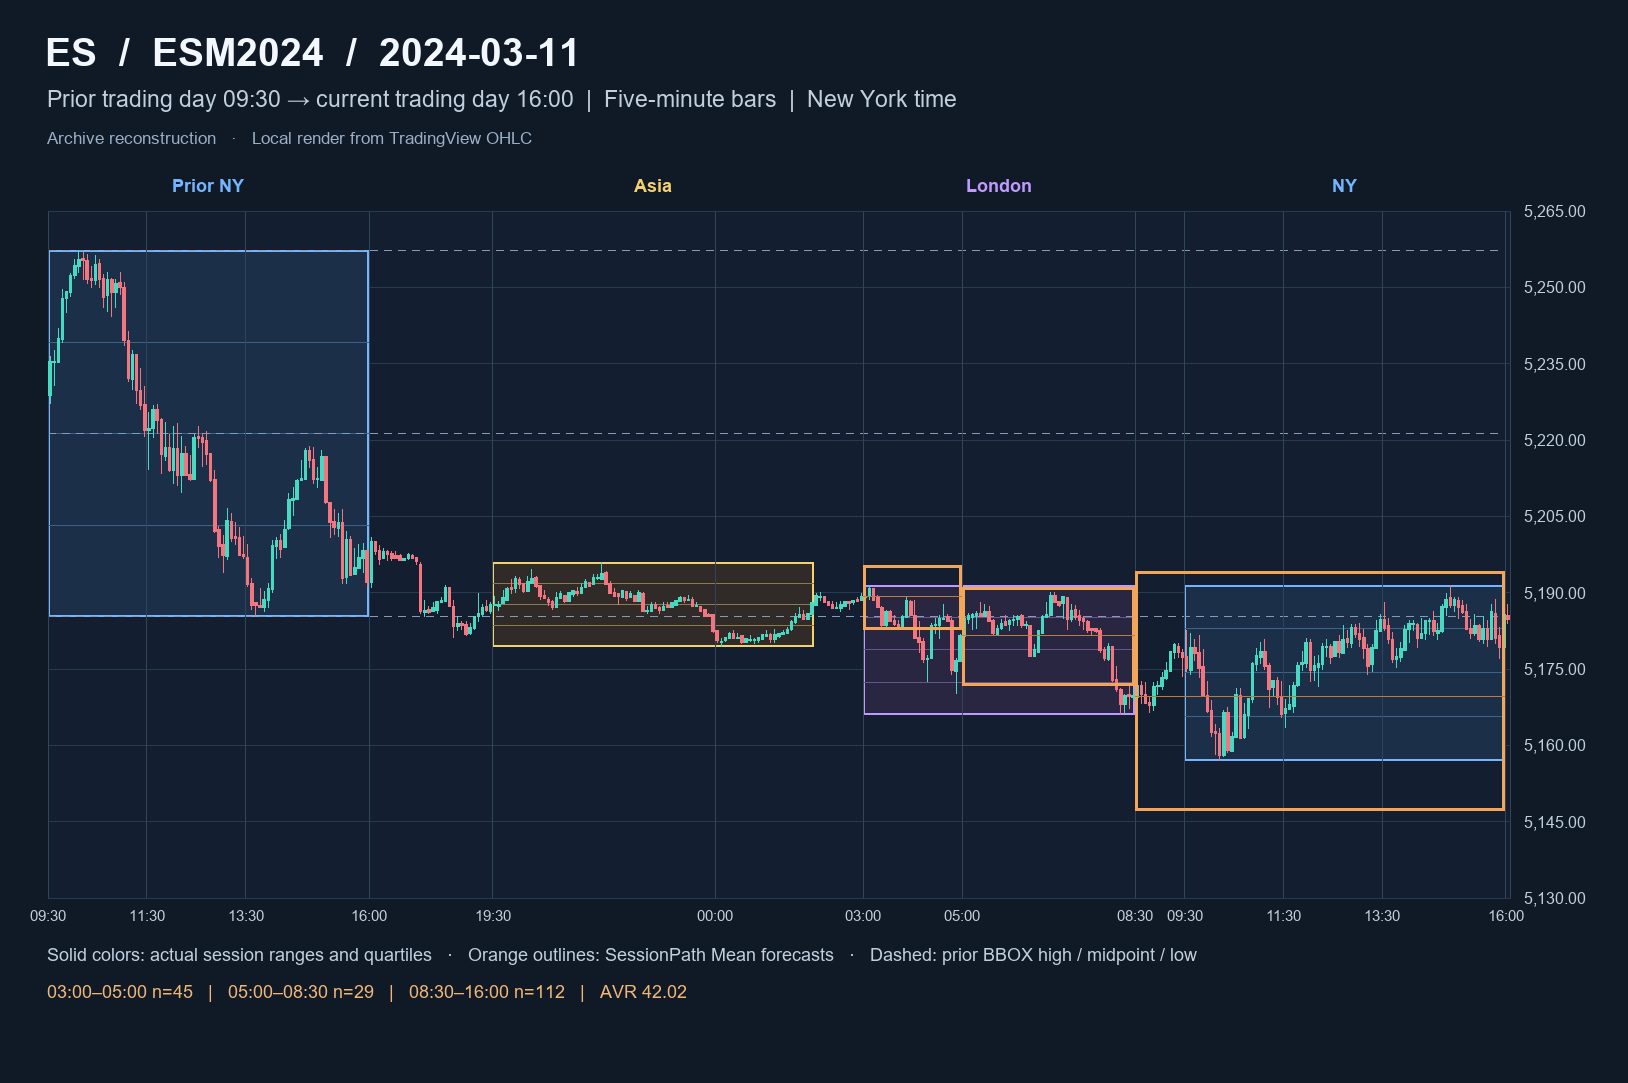 ES / ESM2024 / 2024-03-11
Prior trading day 09:30 → current trading day 16:00 | Five-minute bars | New York time
Archive reconstruction · Local render from TradingView OHLC
Prior NY Asia London NY
5,265.00
5,250.00
5,235.00
5,220.00
5,205.00
5,190.00
5,175.00
5,160.00
5,145.00
5,130.00
09:30 11:30 13:30 16:00 19:30 00:00 03:00 05:00 08:30 09:30 11:30 13:30 16:00
Solid colors: actual session ranges and quartiles · Orange outlines: SessionPath Mean forecasts · Dashed: prior BBOX high / midpoint / low
03:00–05:00 n=45 | 05:00–08:30 n=29 | 08:30–16:00 n=112 | AVR 42.02